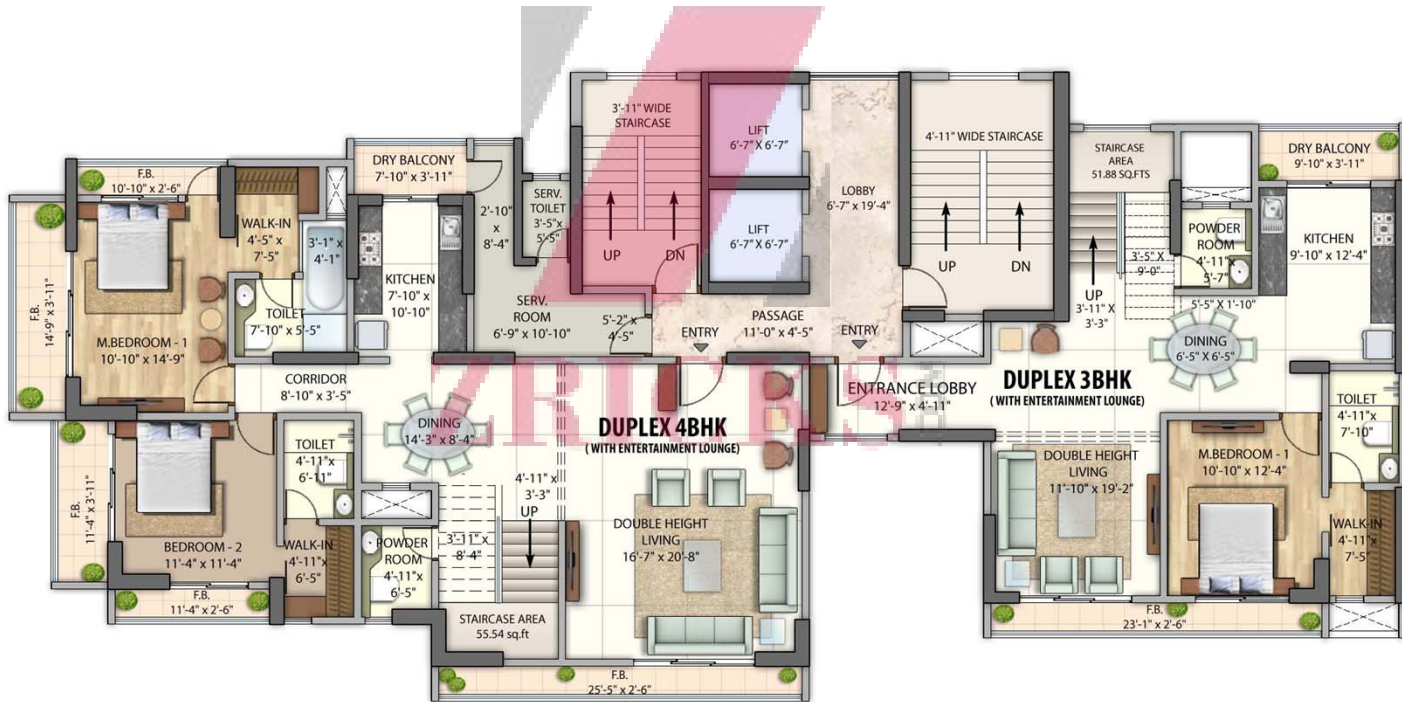 F.B.
10'-10" x 2'-6"
DRY BALCONY
7'-10" x 3'-11"
3'-11" WIDE
STAIRCASE
LIFT
6'-7" X 6'-7"
LIFT
6'-7" X 6'-7"
LOBBY
6'-7" x 19'-4"
4'-11" WIDE STAIRCASE
STAIRCASE
AREA
51.88 SQ.FTS
DRY BALCONY
9'-10" x 3'-11"
WALK-IN
4'-5" x
7'-5"
3'-1" x
4'-1"
2'-10"
x
8'-4"
SERV.
TOILET
3'-5"x
5'-5"
UP
DN
UP
DN
POWDER
ROOM
4'-11"x
5'-7"
3'-5" X
9'-0"
UP
3'-11" X
3'-3"
5'-5" X 1'-10"
KITCHEN
9'-10" x 12'-4"
F.B.
14'-9" x 3'-11"
M.BEDROOM - 1
10'-10" x 14'-9"
TOILET
7'-10" x 5'-5"
KITCHEN
7'-10" x
10'-10"
SERV.
ROOM
6'-9" x 10'-10"
5'-2" x
4'-5"
PASSAGE
11'-0" x 4'-5"
ENTRY
ENTRY
DINING
6'-5" X 6'-5"
CORRIDOR
8'-10" x 3'-5"
ZRICKS
ENTRANCE LOBBY
12'-9" x 4'-11"
DUPLEX 3BHK
( WITH ENTERTAINMENT LOUNGE)
TOILET
4'-11"x
7'-10"
DINING
14'-3" x 8'-4"
DUPLEX 4BHK
( WITH ENTERTAINMENT LOUNGE)
F.B.
11'-4" x 3'-11"
TOILET
4'-11"x
6'-11"
4'-11" x
3'-3"
UP
DOUBLE HEIGHT
LIVING
11'-10" x 19'-2"
M.BEDROOM - 1
10'-10" x 12'-4"
BEDROOM - 2
11'-4" x 11'-4"
WALK-IN
4'-11"x
6'-5"
POWDER
ROOM
4'-11"x
6'-5"
3'-11" x
8'-4"
DOUBLE HEIGHT
LIVING
16'-7" x 20'-8"
WALK-IN
4'-11"x
7'-5"
F.B.
11'-4" x 2'-6"
STAIRCASE AREA
55.54 sq.ft
F.B.
23'-1" x 2'-6"
F.B.
25'-5" x 2'-6"